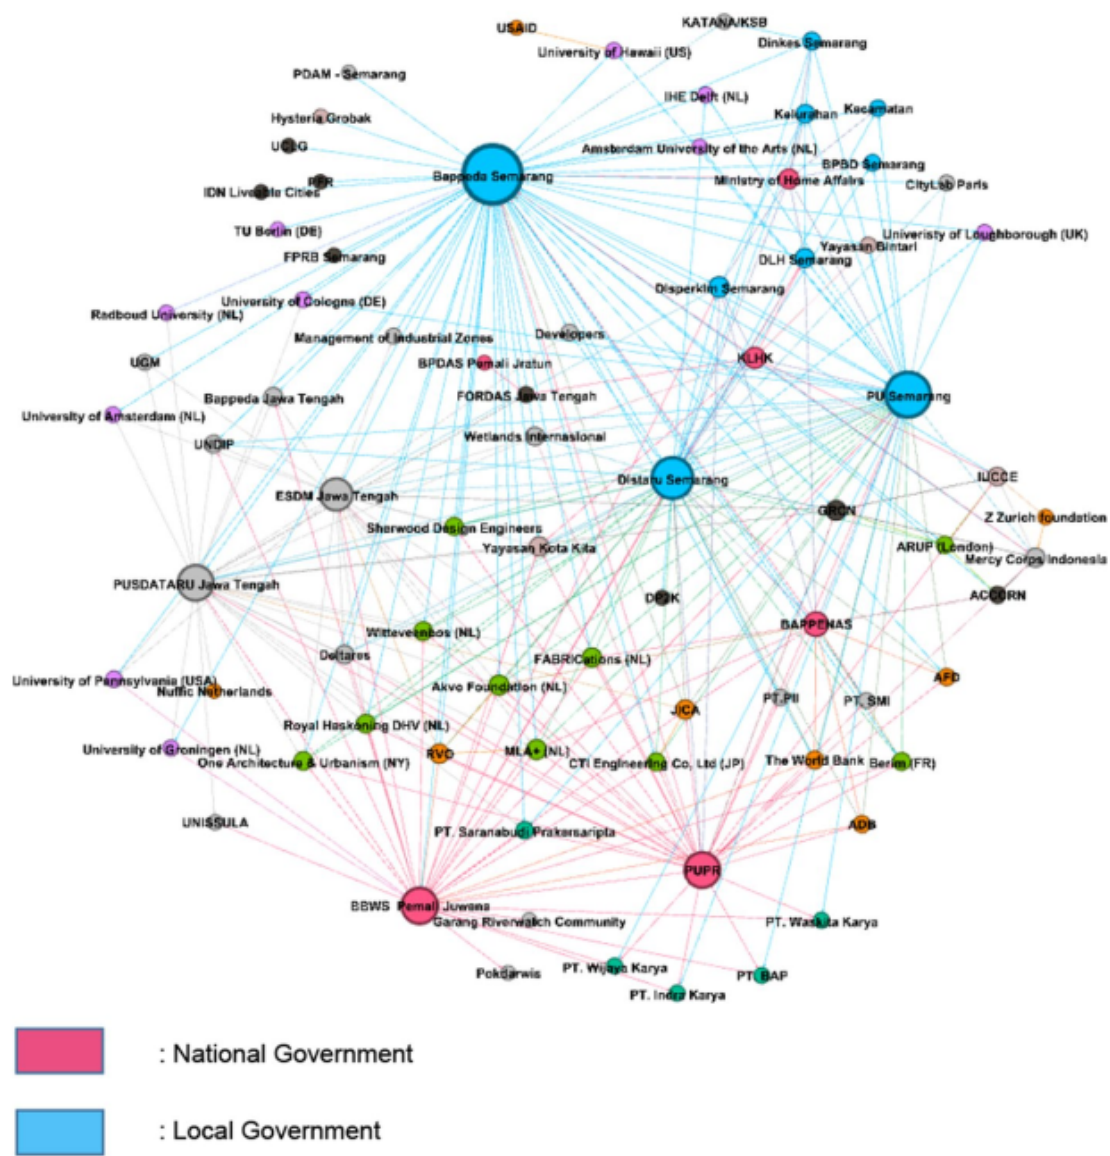 KATANA/KSB
USAID
Dinkes Semarang
University of Hawaii (US)
PDAM - Semarang
IHE Delft (NL)
Kelurahan
Kecamatan
Hysteria Grobak
UCLG
Amsterdam University of the Arts (NL)
BPBD Semarang
Bappeda Semarang
Ministry of Home Affairs
CityLab Paris
IDN Liveable Cities
TU Berlin (DE)
Univeristy of Loughborough (UK)
Yayasan Bintari
FPRB Semarang
DLH Semarang
Disperkim Semarang
University of Cologne (DE)
Radboud University (NL)
Management of Industrial Zones
Developers
UGM
BPDAS Pemali Jratun
KLHK
Bappeda Jawa Tengah
FORDAS Jawa Tengah
PU Semarang
University of Amsterdam (NL)
UNDIP
Wetlands Internasional
Distaru Semarang
IUCCE
ESDM Jawa Tengah
GRCN
Z Zurich foundation
Sherwood Design Engineers
Yayasan Kota Kita
ARUP (London)
Mercy Corps Indonesia
PUSDATARU Jawa Tengah
DP2K
ACCCRN
Witteveenbos (NL)
BAPPENAS
Deltares
FABRICations (NL)
University of Pennsylvania (USA)
Nuffic Netherlands
Akvo Foundation (NL)
AFD
PT. PII
PT. SMI
JICA
Royal Haskoning DHV (NL)
University of Groningen (NL)
RVO
MLA+ (NL)
One Architecture & Urbanism (NY)
CTI Engineering Co, Ltd (JP)
The World Bank
Berim (FR)
UNISSULA
PT. Saranabudi Prakarsaripta
ADB
PUPR
BBWS Pemali Juwana
Garang Riverwatch Community
PT. Waskita Karya
Pokdarwis
PT. Wijaya Karya
PT. BAP
PT. Indra Karya
: National Government
: Local Government